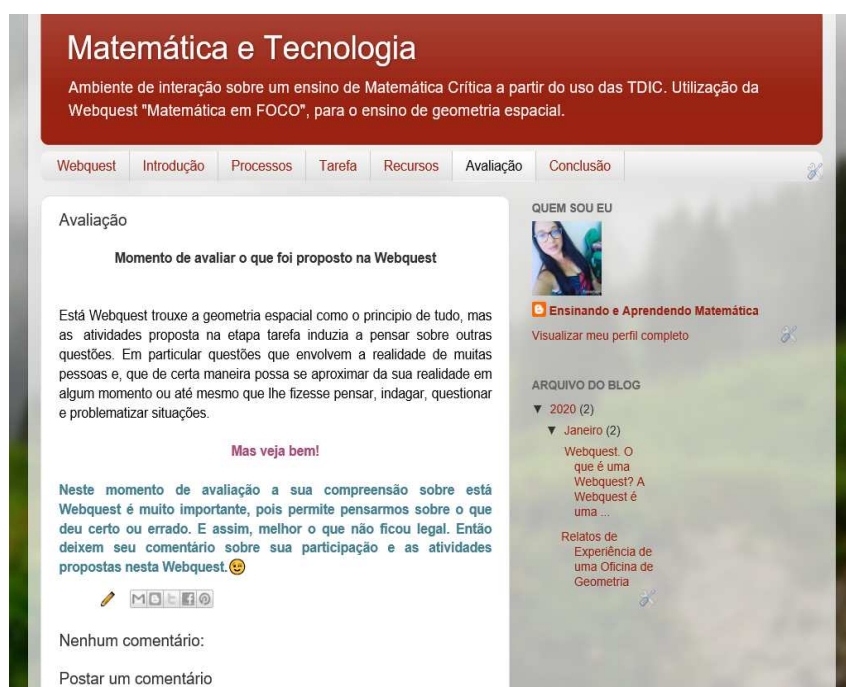 Matemática e Tecnologia
Ambiente de interação sobre um ensino de Matemática Crítica a partir do uso das TDIC. Utilização da
Webquest "Matemática em FOCO", para o ensino de geometria espacial.
Webquest Introdução Processos Tarefa Recursos Avaliação Conclusão
Avaliação
Momento de avaliar o que foi proposto na Webquest
Está Webquest trouxe a geometria espacial como o principio de tudo, mas
as atividades proposta na etapa tarefa induzia a pensar sobre outras
questões. Em particular questões que envolvem a realidade de muitas
pessoas e, que de certa maneira possa se aproximar da sua realidade em
algum momento ou até mesmo que lhe fizesse pensar, indagar, questionar
e problematizar situações.
Mas veja bem!
Neste momento de avaliação a sua compreensão sobre está
Webquest é muito importante, pois permite pensarmos sobre o que
deu certo ou errado. E assim, melhor o que não ficou legal. Então
deixem seu comentário sobre sua participação e as atividades
propostas nesta Webquest.😉
Nenhum comentário:
Postar um comentário
QUEM SOU EU
Ensinando e Aprendendo Matemática
Visualizar meu perfil completo
ARQUIVO DO BLOG
▼ 2020 (2)
▼ Janeiro (2)
Webquest. O
que é uma
Webquest? A
Webquest é
uma ...
Relatos de
Experiência de
uma Oficina de
Geometria